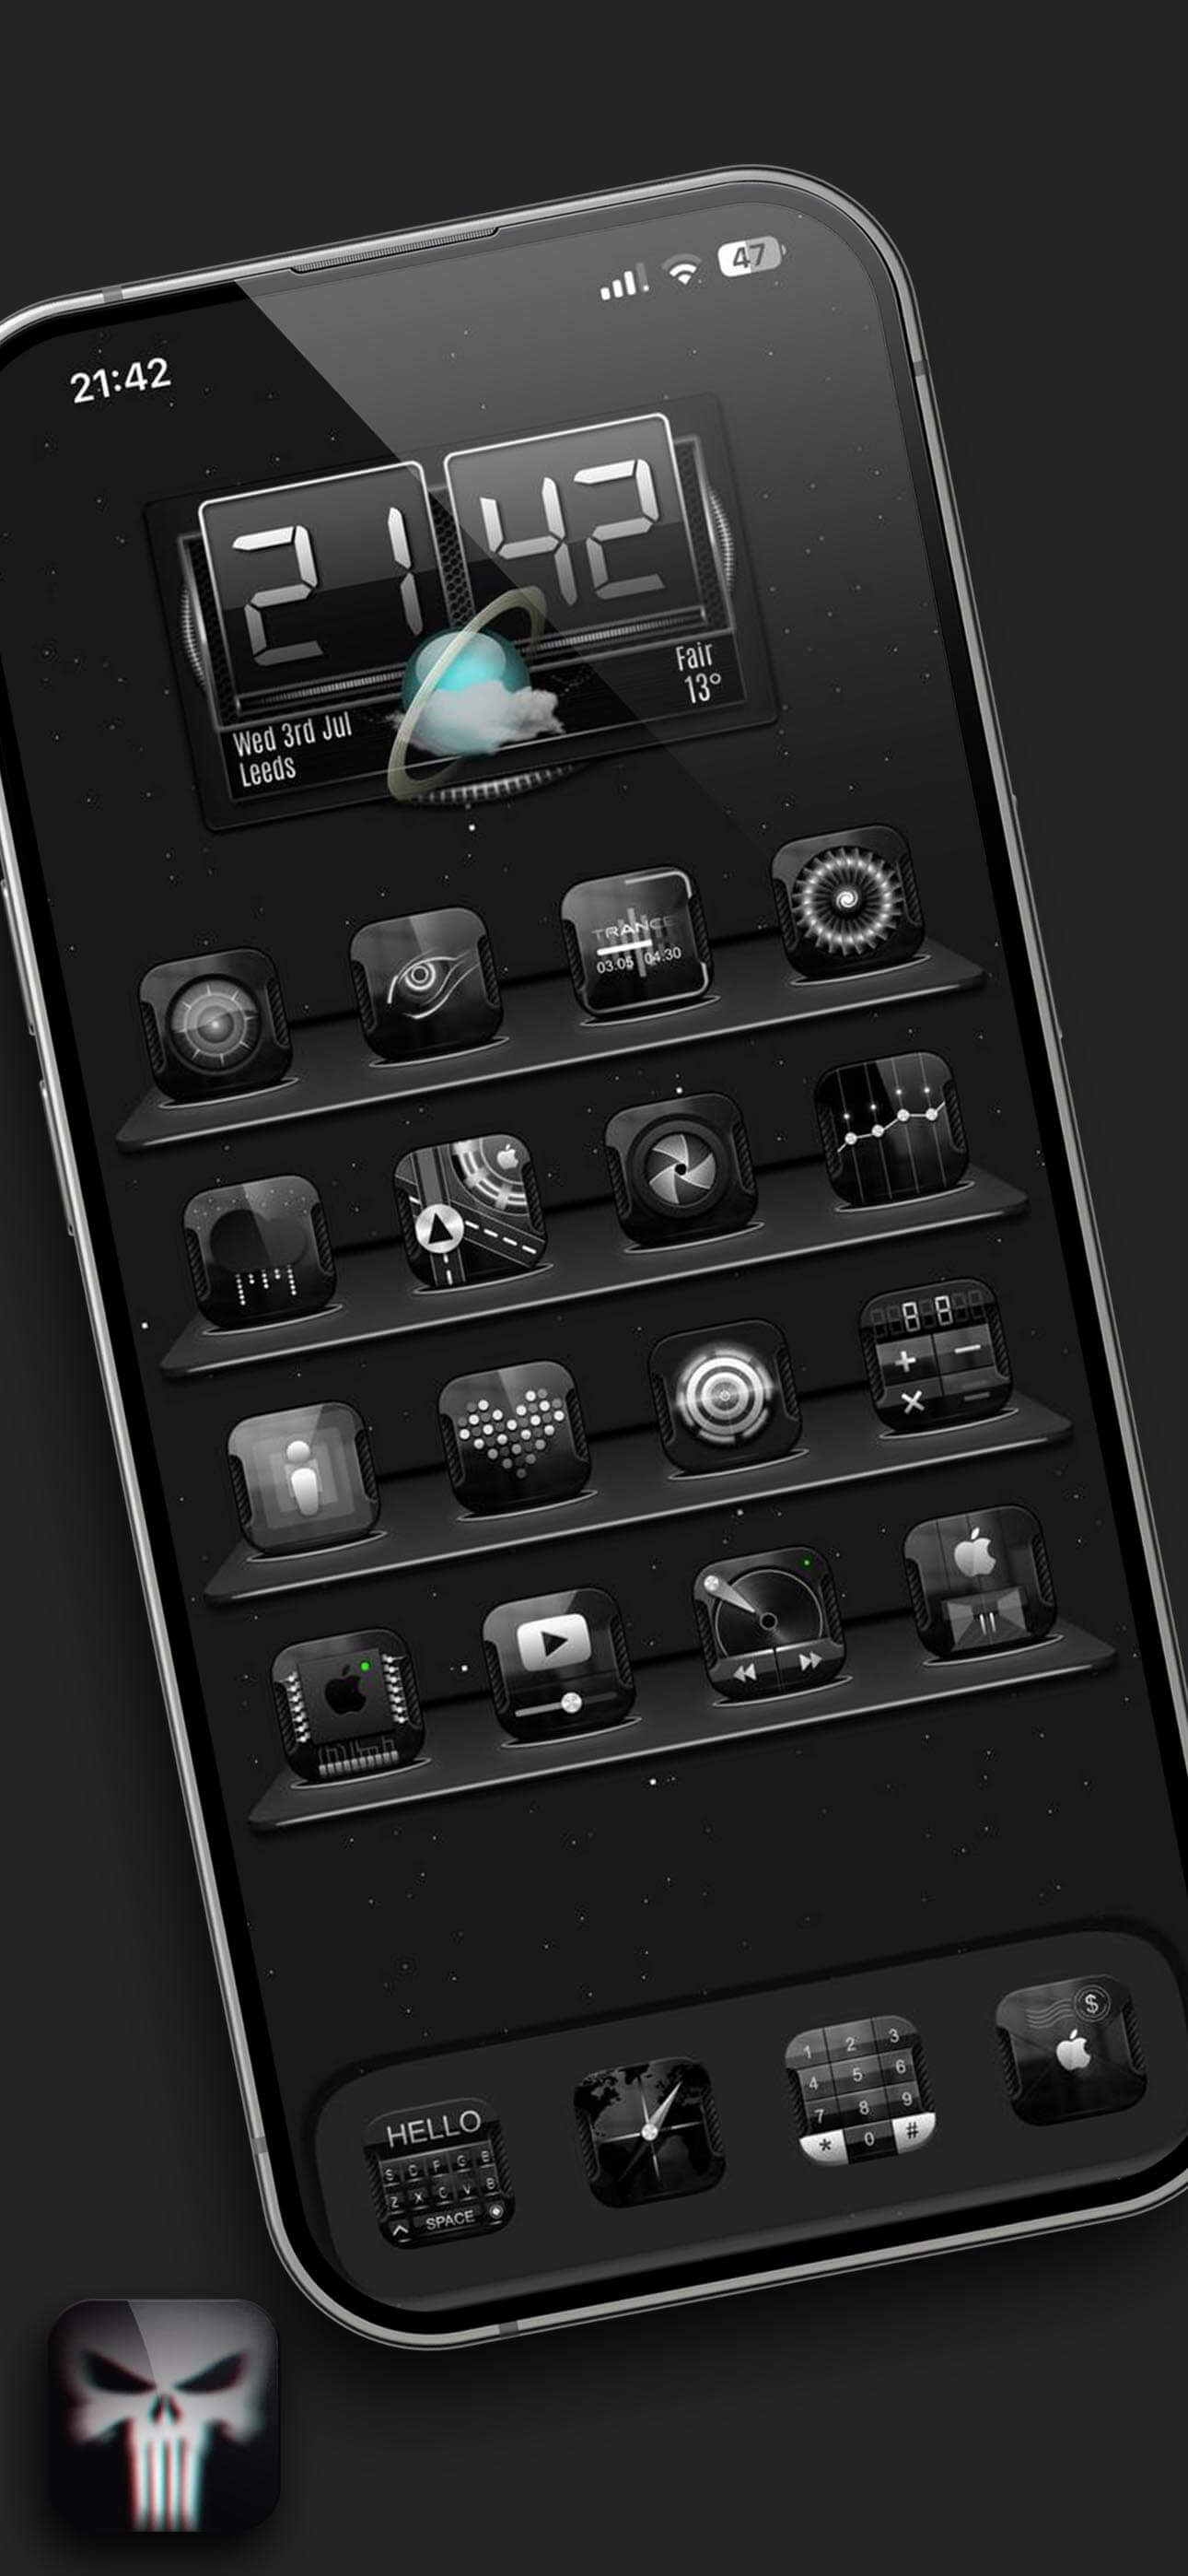 47
21:42
21 42
Fair
13°
Wed 3rd Jul
Leeds
TRANCE
03.05 04.30
+ −
×
$
1 2 3
4 5 6
7 8 9
* 0 #
HELLO
S D F G B
Z X C V B
SPACE